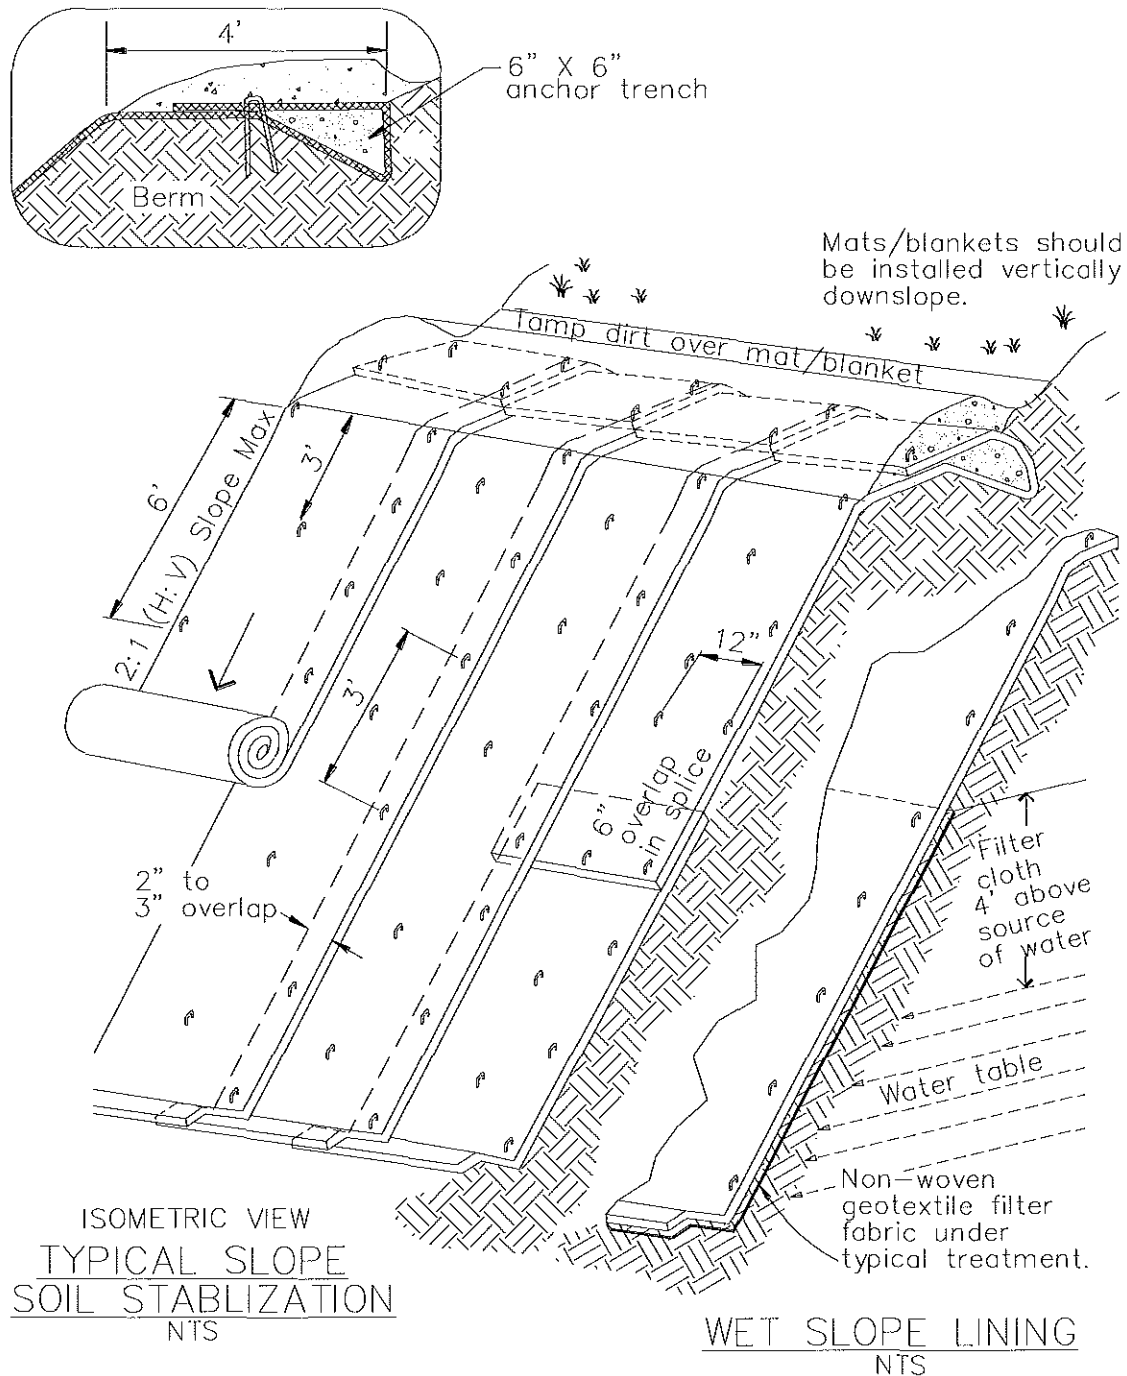 4'
6" X 6"
anchor trench
Berm
Mats/blankets should
be installed vertically
downslope.
Tamp dirt over mat/blanket
6'
3'
2:1 (H:V) Slope Max
12"
3'
6"
overlap
in splice
2" to
3" overlap
Filter
cloth
4' above
source
of water
Water table
Non-woven
geotextile filter
fabric under
typical treatment.
ISOMETRIC VIEW
TYPICAL SLOPE
SOIL STABLIZATION
NTS
WET SLOPE LINING
NTS